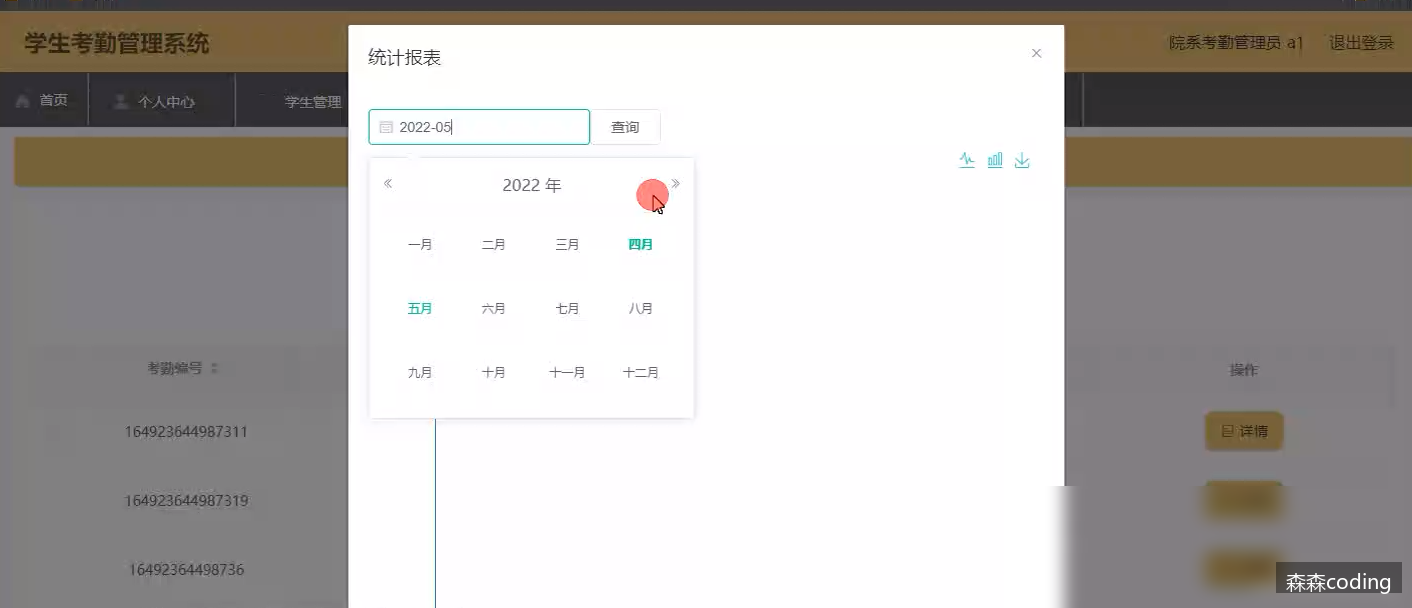 学生考勤管理系统
院系考勤管理员 a1
退出登录
首页
个人中心
学生管理
统计报表
2022-05
查询
2022 年
一月
二月
三月
四月
五月
六月
七月
八月
九月
十月
十一月
十二月
考勤编号
操作
164923644987311
详情
164923644987319
16492364498736
森森coding